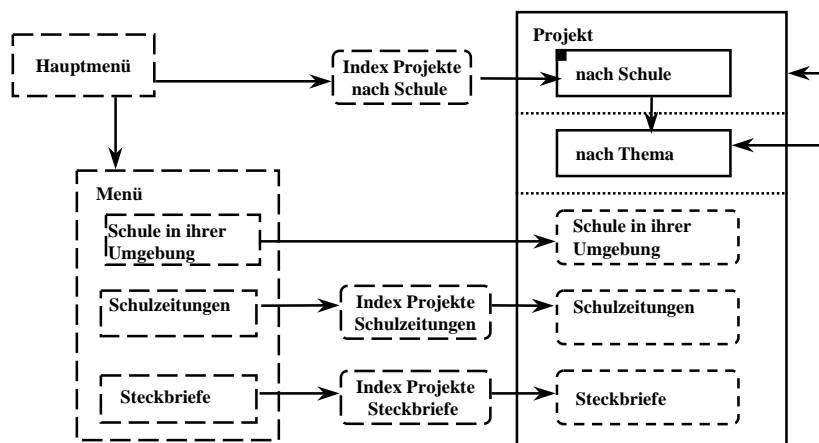 Projekt
Hauptmenü
Index Projekte
nach Schule
nach Schule
nach Thema
Menü
Schule in ihrer
Umgebung
Schule in ihrer
Umgebung
Schulzeitungen
Index Projekte
Schulzeitungen
Schulzeitungen
Steckbriefe
Index Projekte
Steckbriefe
Steckbriefe